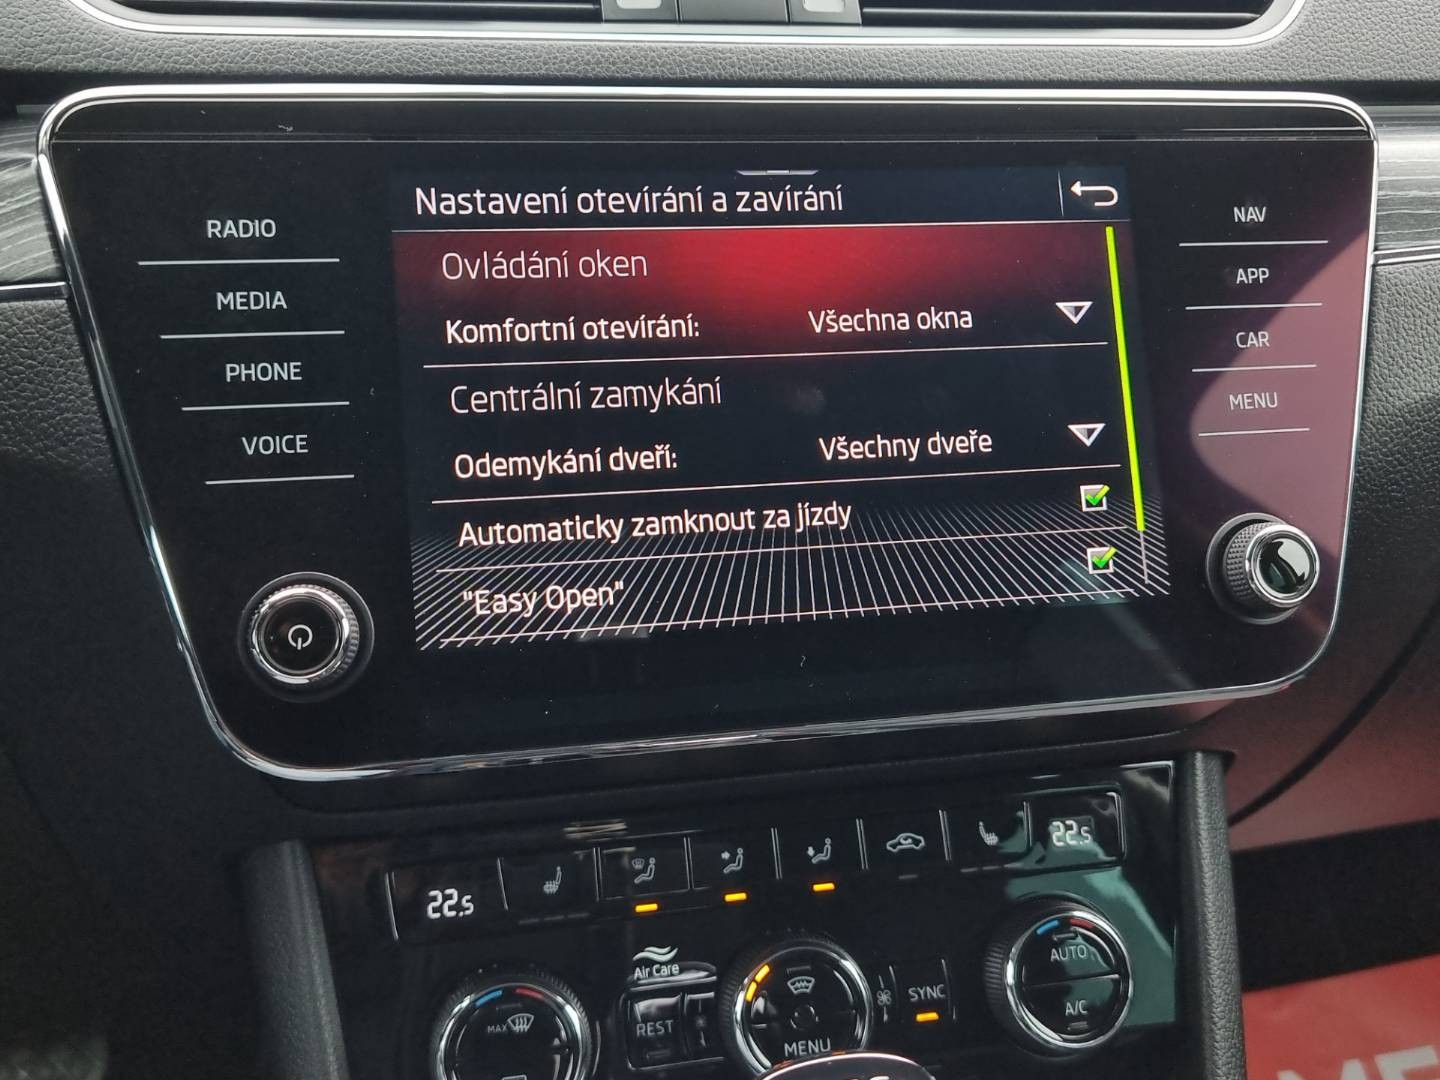 Nastavení otevírání a zavírání
RADIO
MEDIA
PHONE
VOICE
Ovládání oken
Komfortní otevírání: Všechna okna
Centrální zamykání
Odemykání dveří: Všechny dveře
Automaticky zamknout za jízdy
"Easy Open"
NAV
APP
CAR
MENU
22.5
22.5
Air Care
MAX
REST
MENU
SYNC
AUTO
A/C